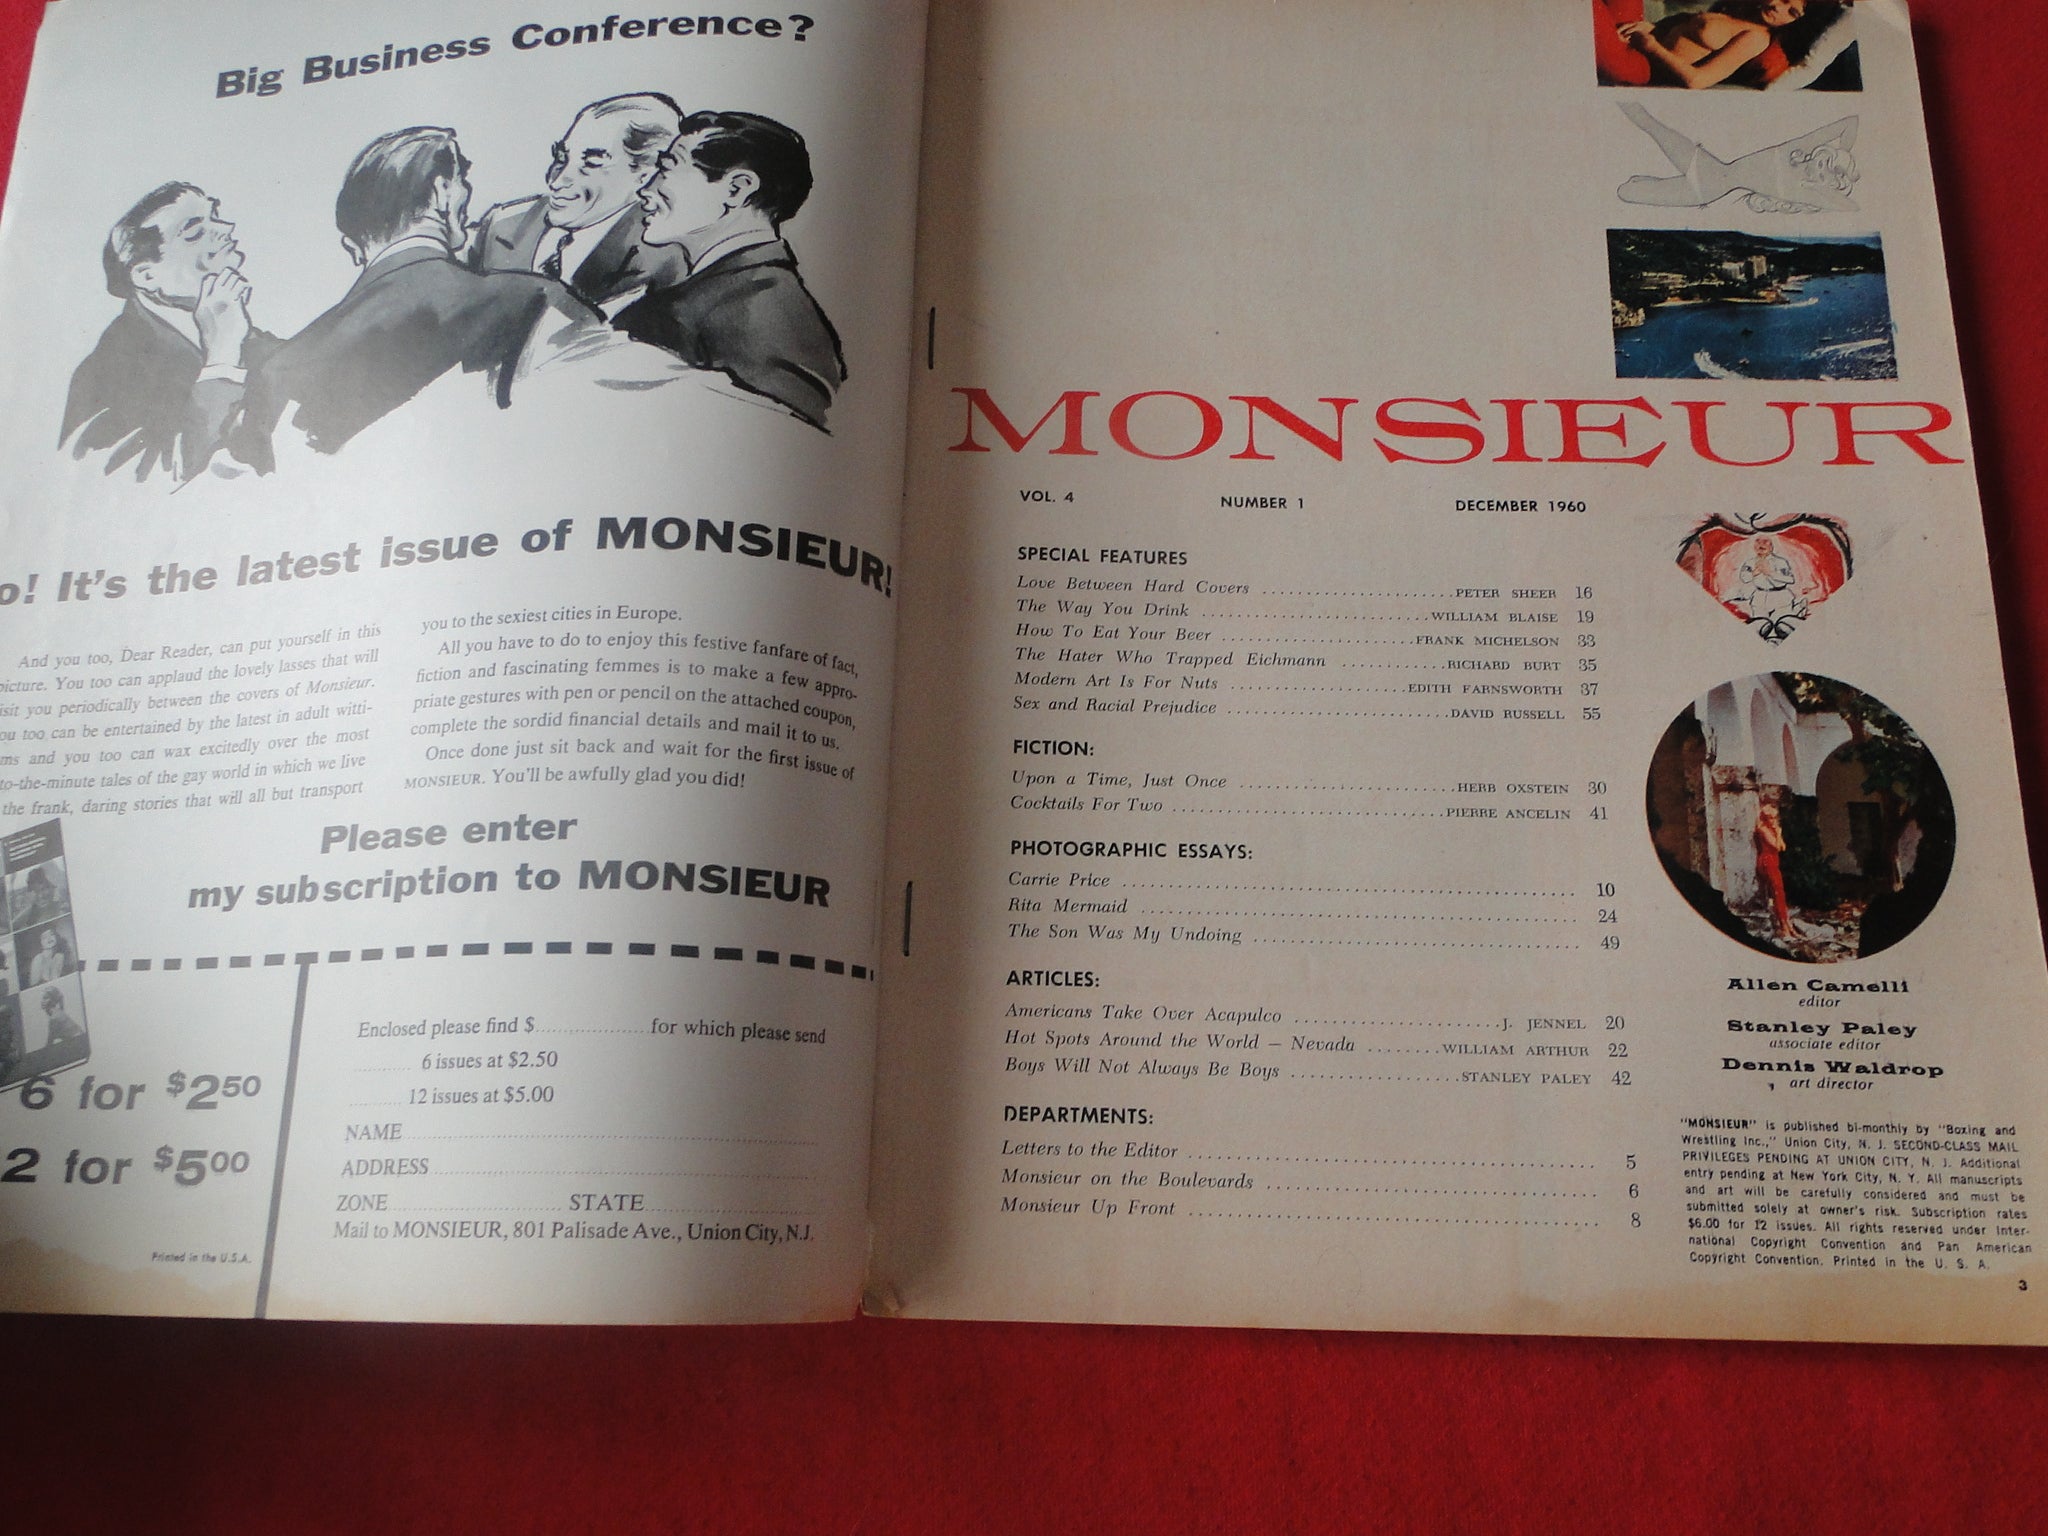 Big Business Conference?
o! It's the latest issue of MONSIEUR!
And you too, Dear Reader, can put yourself in this
picture. You too can applaud the lovely lasses that will
isit you periodically between the covers of Monsieur.
ou too can be entertained by the latest in adult witti-
ms and you too can wax excitedly over the most
to-the-minute tales of the gay world in which we live
the frank, daring stories that will all but transport
you to the sexiest cities in Europe.
All you have to do to enjoy this festive fanfare of fact,
fiction and fascinating femmes is to make a few appro-
priate gestures with pen or pencil on the attached coupon,
complete the sordid financial details and mail it to us.
Once done just sit back and wait for the first issue of
MONSIEUR. You'll be awfully glad you did!
Please enter
my subscription to MONSIEUR
6 for $2.50
2 for $5.00
Printed in the U.S.A.
Enclosed please find $ for which please send
6 issues at $2.50
12 issues at $5.00
NAME
ADDRESS
ZONE STATE
Mail to MONSIEUR, 801 Palisade Ave., Union City, N.J.
MONSIEUR
VOL. 4 NUMBER 1 DECEMBER 1960
SPECIAL FEATURES
Love Between Hard Covers PETER SHEER 16
The Way You Drink WILLIAM BLAISE 19
How To Eat Your Beer FRANK MICHELSON 33
The Hater Who Trapped Eichmann RICHARD BURT 35
Modern Art Is For Nuts EDITH FARNSWORTH 37
Sex and Racial Prejudice DAVID RUSSELL 55
FICTION:
Upon a Time, Just Once HERB OXSTEIN 30
Cocktails For Two PIERRE ANCELIN 41
PHOTOGRAPHIC ESSAYS:
Carrie Price 10
Rita Mermaid 24
The Son Was My Undoing 49
ARTICLES:
Americans Take Over Acapulco J. JENNEL 20
Hot Spots Around the World – Nevada WILLIAM ARTHUR 22
Boys Will Not Always Be Boys STANLEY PALEY 42
DEPARTMENTS:
Letters to the Editor 5
Monsieur on the Boulevards 6
Monsieur Up Front 8
Allen Camelli
editor
Stanley Paley
associate editor
Dennis Waldrop
art director
"MONSIEUR" is published bi-monthly by "Boxing and
Wrestling Inc.," Union City, N. J. SECOND-CLASS MAIL
PRIVILEGES PENDING AT UNION CITY, N. J. Additional
entry pending at New York City, N. Y. All manuscripts
and art will be carefully considered and must be
submitted solely at owner's risk. Subscription rates
$6.00 for 12 issues. All rights reserved under Inter-
national Copyright Convention and Pan American
Copyright Convention. Printed in the U. S. A.
3